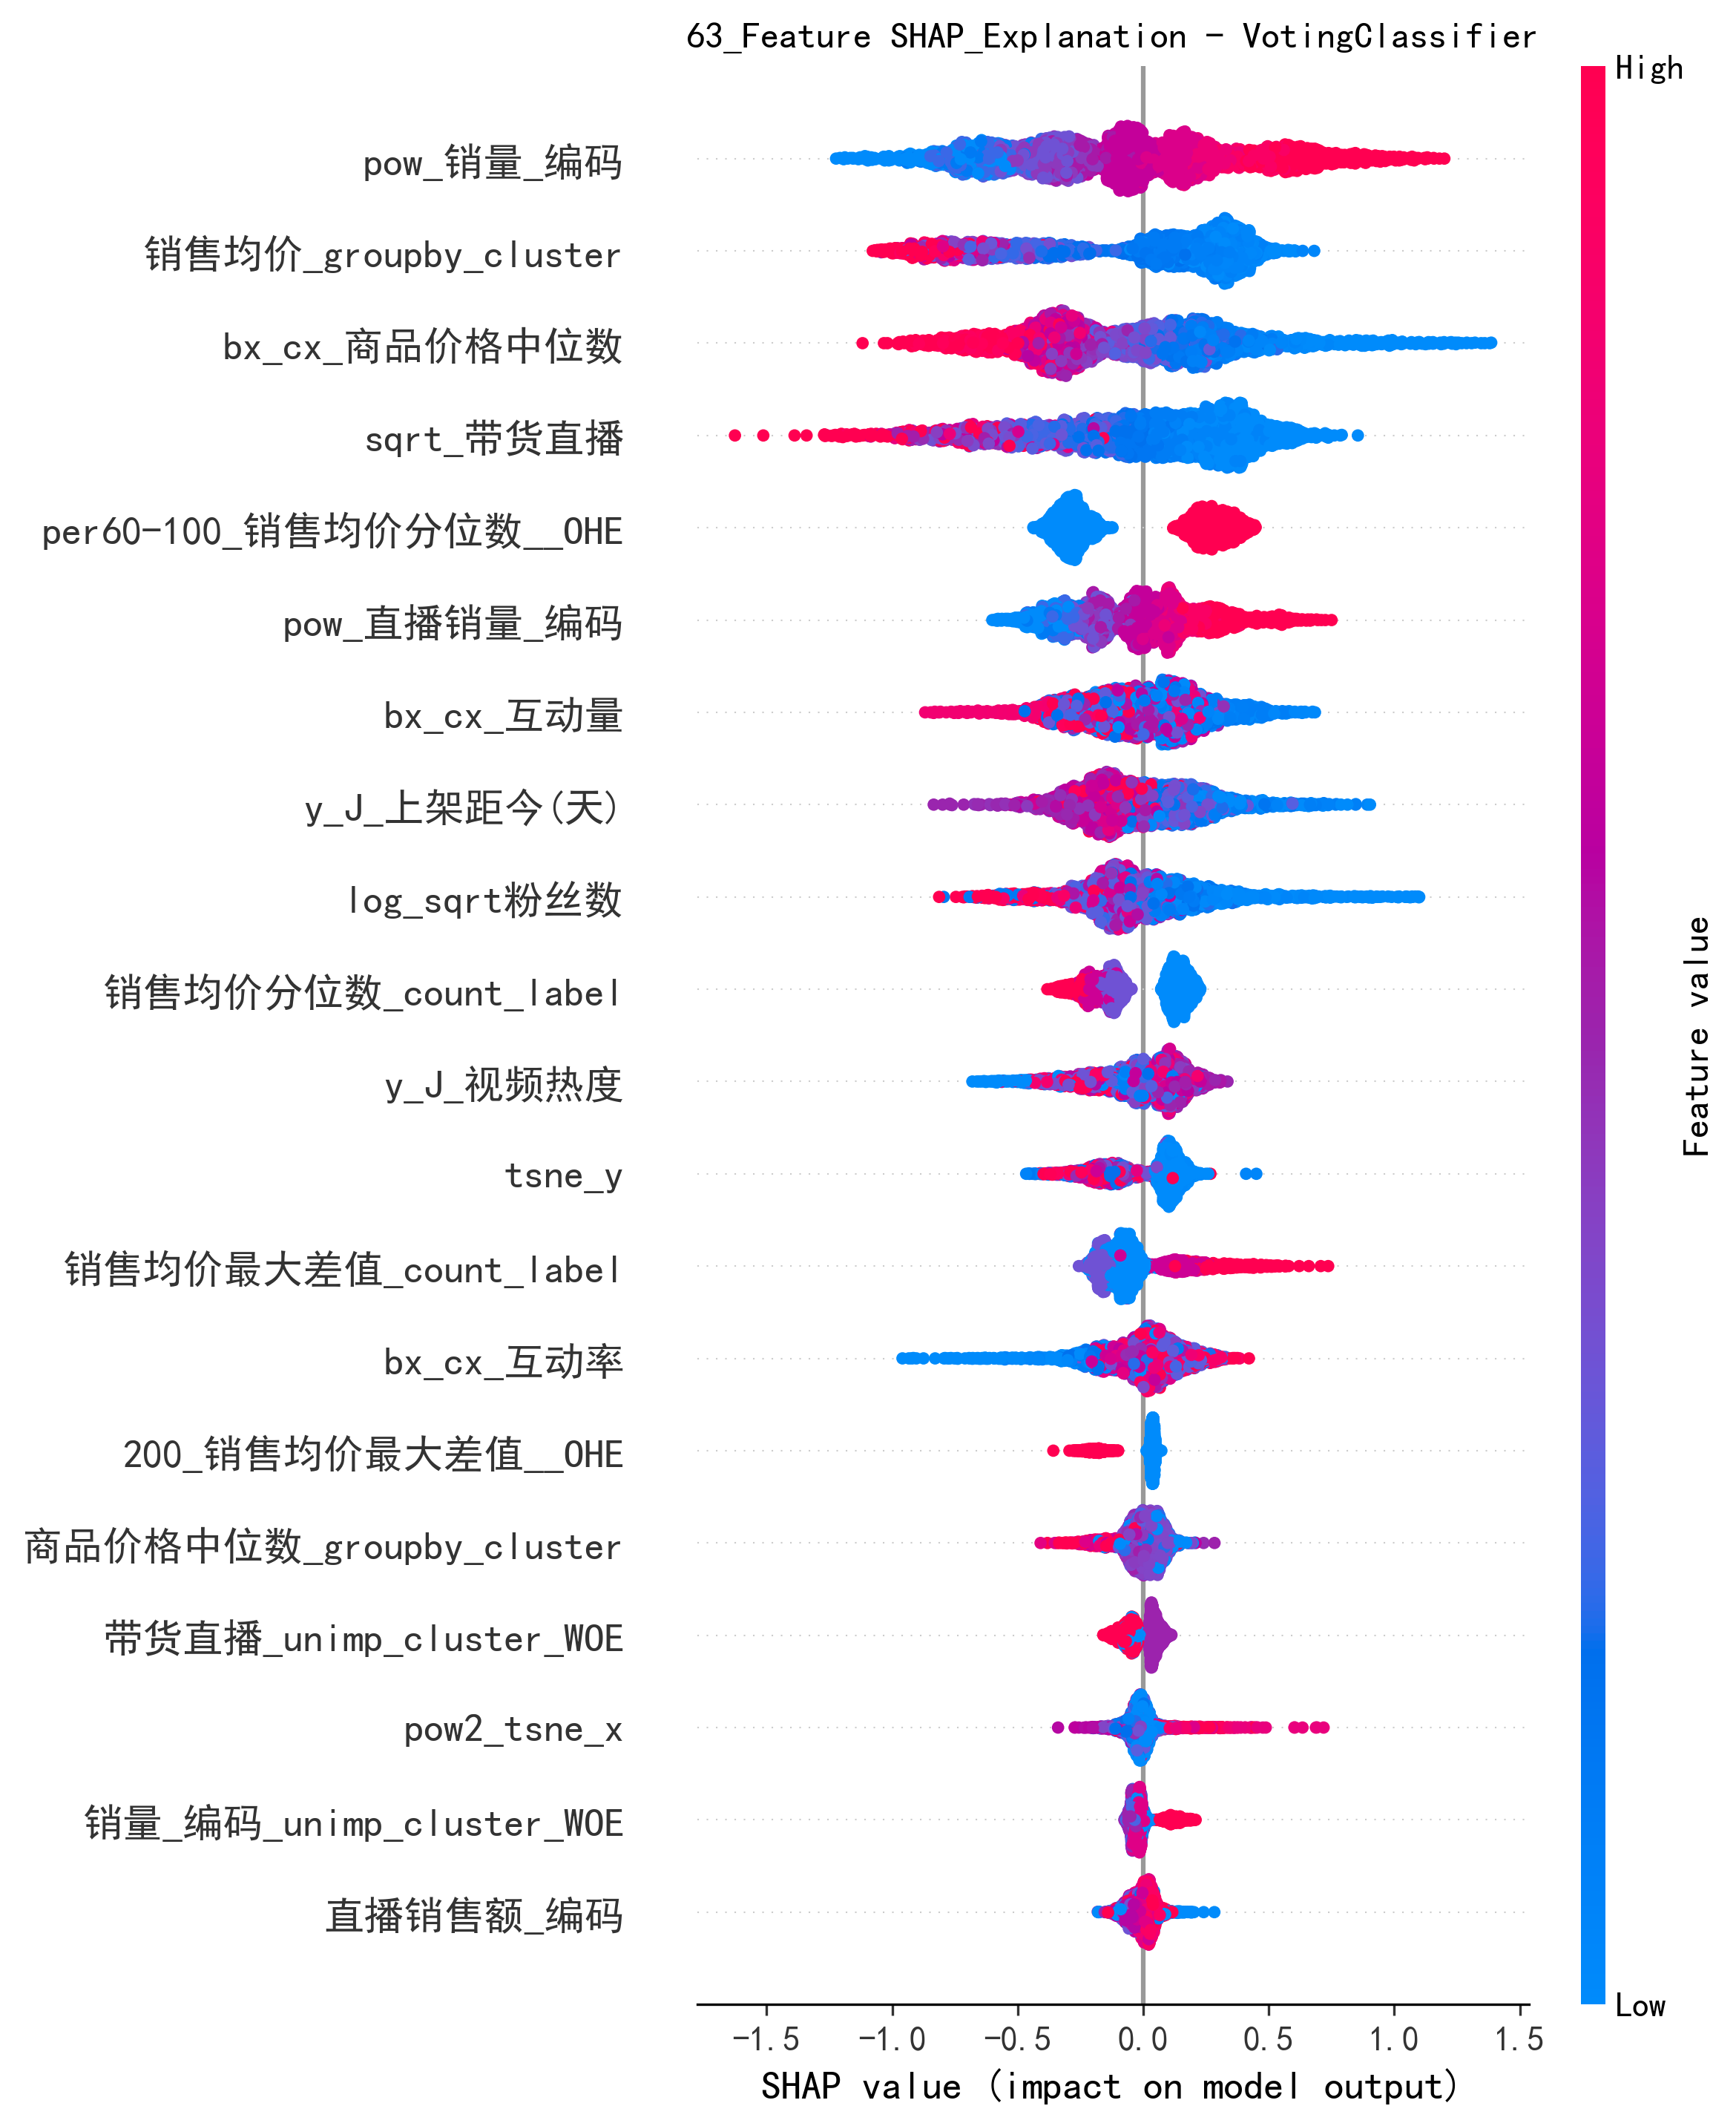 63_Feature SHAP_Explanation - VotingClassifier
High
pow_销量_编码
销售均价_groupby_cluster
bx_cx_商品价格中位数
sqrt_带货直播
per60-100_销售均价分位数__OHE
pow_直播销量_编码
bx_cx_互动量
y_J_上架距今(天)
log_sqrt粉丝数
销售均价分位数_count_label
y_J_视频热度
tsne_y
销售均价最大差值_count_label
bx_cx_互动率
200_销售均价最大差值__OHE
商品价格中位数_groupby_cluster
带货直播_unimp_cluster_WOE
pow2_tsne_x
销量_编码_unimp_cluster_WOE
直播销售额_编码
Feature value
Low
-1.5 -1.0 -0.5 0.0 0.5 1.0 1.5
SHAP value (impact on model output)